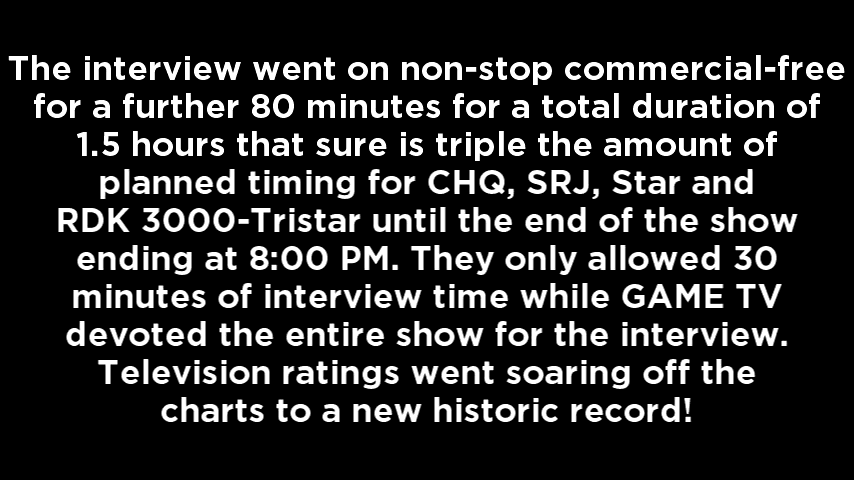 The interview went on non-stop commercial-free
for a further 80 minutes for a total duration of
1.5 hours that sure is triple the amount of
planned timing for CHQ, SRJ, Star and
RDK 3000-Tristar until the end of the show
ending at 8:00 PM. They only allowed 30
minutes of interview time while GAME TV
devoted the entire show for the interview.
Television ratings went soaring off the
charts to a new historic record!